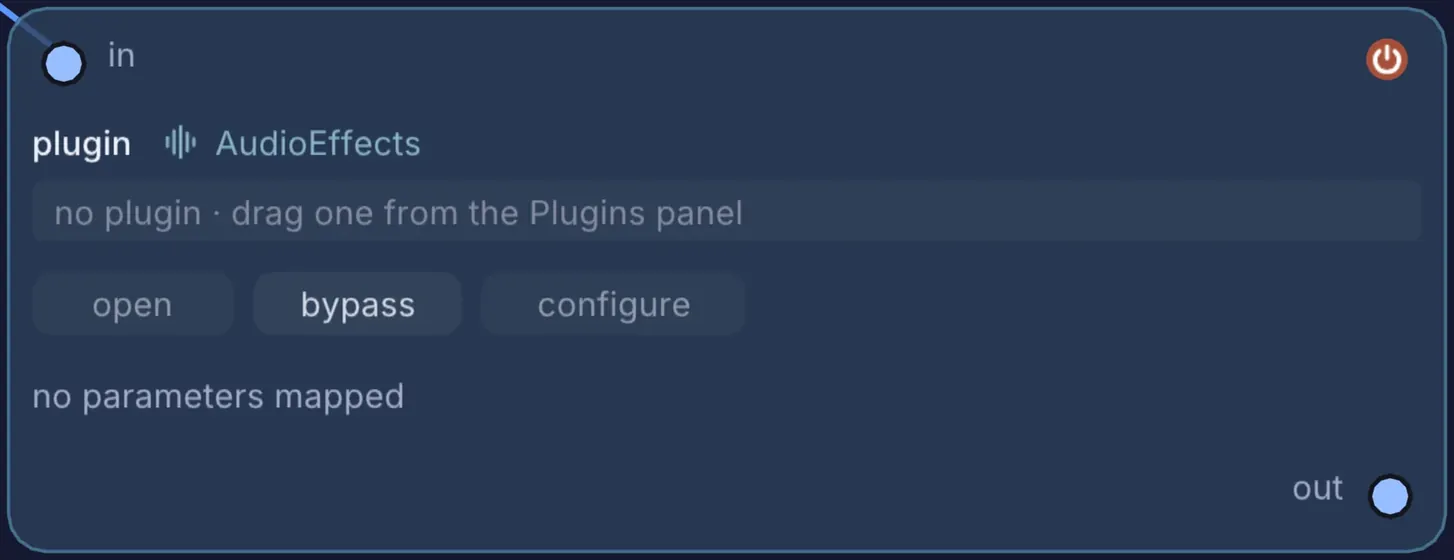 in
plugin AudioEffects
no plugin · drag one from the Plugins panel
open bypass configure
no parameters mapped
out